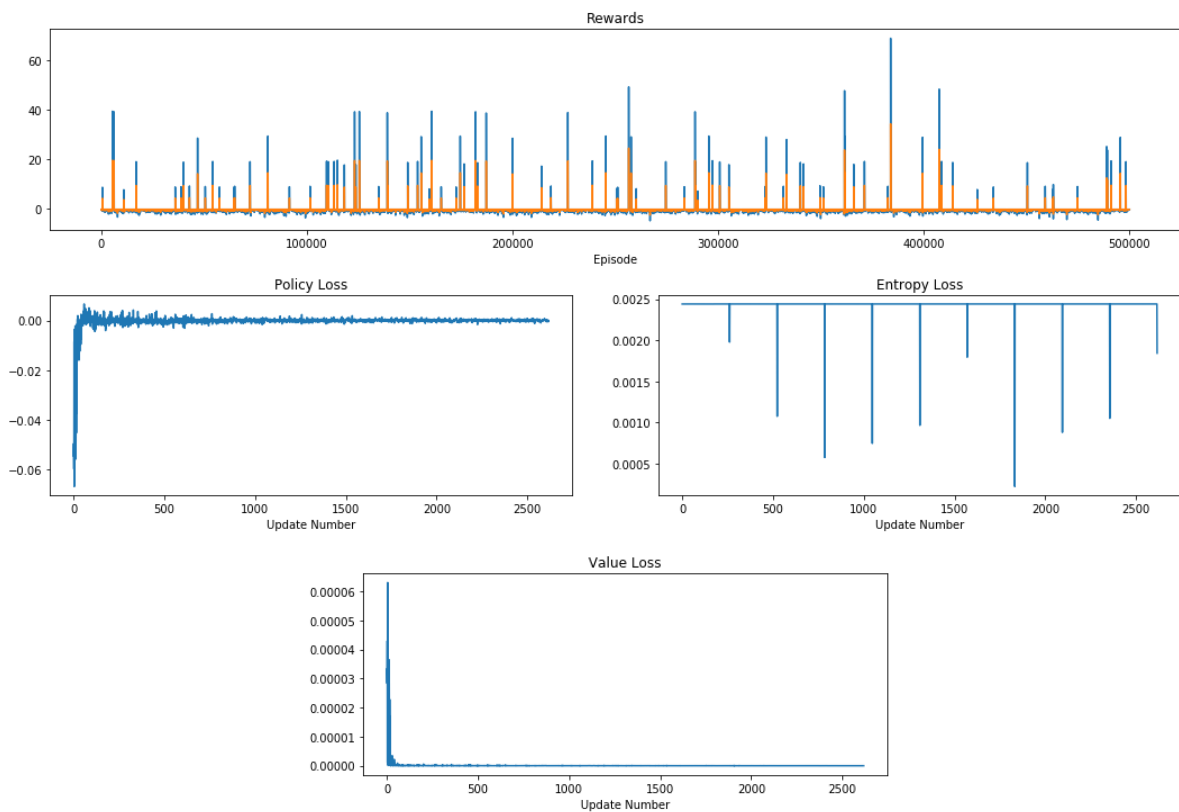 Rewards
60
40
20
0
0 100000 200000 300000 400000 500000
Episode
Policy Loss
0.00
−0.02
−0.04
−0.06
0 500 1000 1500 2000 2500
Update Number
Entropy Loss
0.0025
0.0020
0.0015
0.0010
0.0005
0 500 1000 1500 2000 2500
Update Number
Value Loss
0.00006
0.00005
0.00004
0.00003
0.00002
0.00001
0.00000
0 500 1000 1500 2000 2500
Update Number